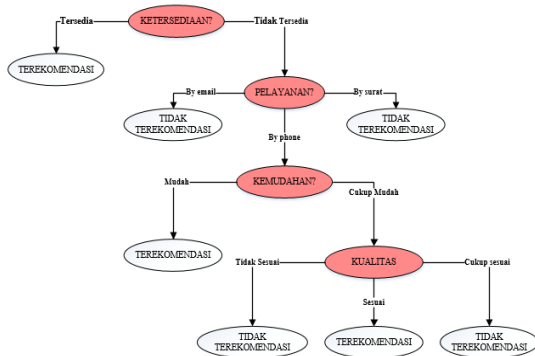 Tersedia
KETERSEDIAAN?
Tidak Tersedia
TEREKOMENDASI
By email
PELAYANAN?
By surat
TIDAK
TEREKOMENDASI
TIDAK
TEREKOMENDASI
By phone
Mudah
KEMUDAHAN?
Cukup Mudah
TEREKOMENDASI
Tidak Sesuai
KUALITAS
Cukup sesuai
Sesuai
TIDAK
TEREKOMENDASI
TEREKOMENDASI
TIDAK
TEREKOMENDASI